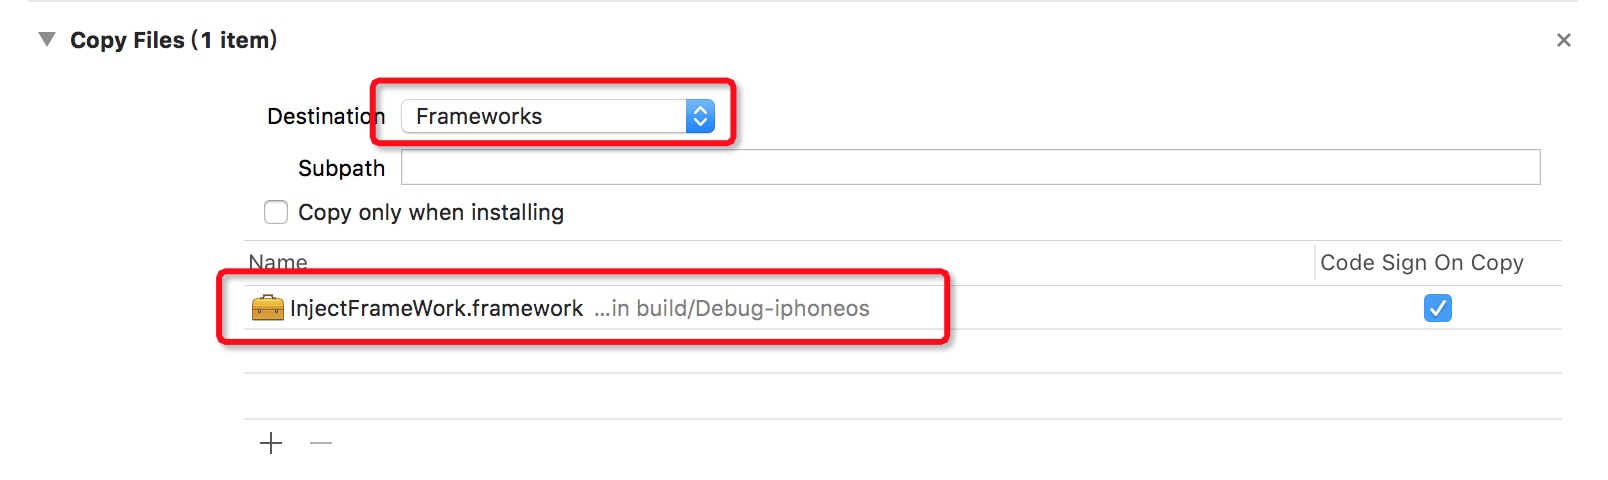 Copy Files (1 item)
Destination Frameworks
Subpath
Copy only when installing
Name Code Sign On Copy
InjectFrameWork.framework ...in build/Debug-iphoneos